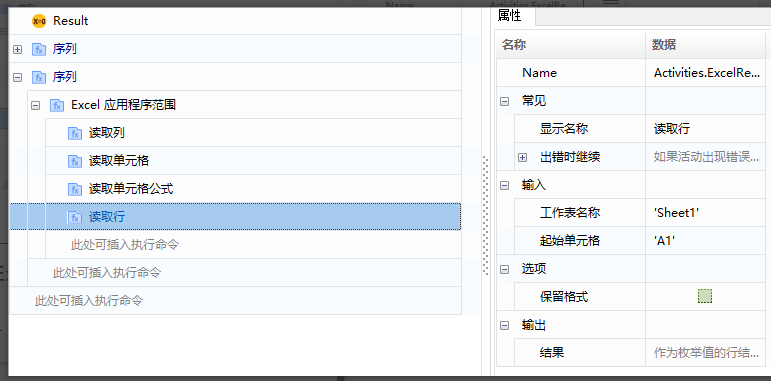 Name Activities.ExcelRe...
X=0 Result
序列
序列
Excel 应用程序范围
读取列
读取单元格
读取单元格公式
读取行
此处可插入执行命令
此处可插入执行命令
此处可插入执行命令
属性
名称 数据
Name Activities.ExcelRe...
常见
显示名称 读取行
出错时继续 如果活动出现错误...
输入
工作表名称 'Sheet1'
起始单元格 'A1'
选项
保留格式
输出
结果 作为枚举值的行结...